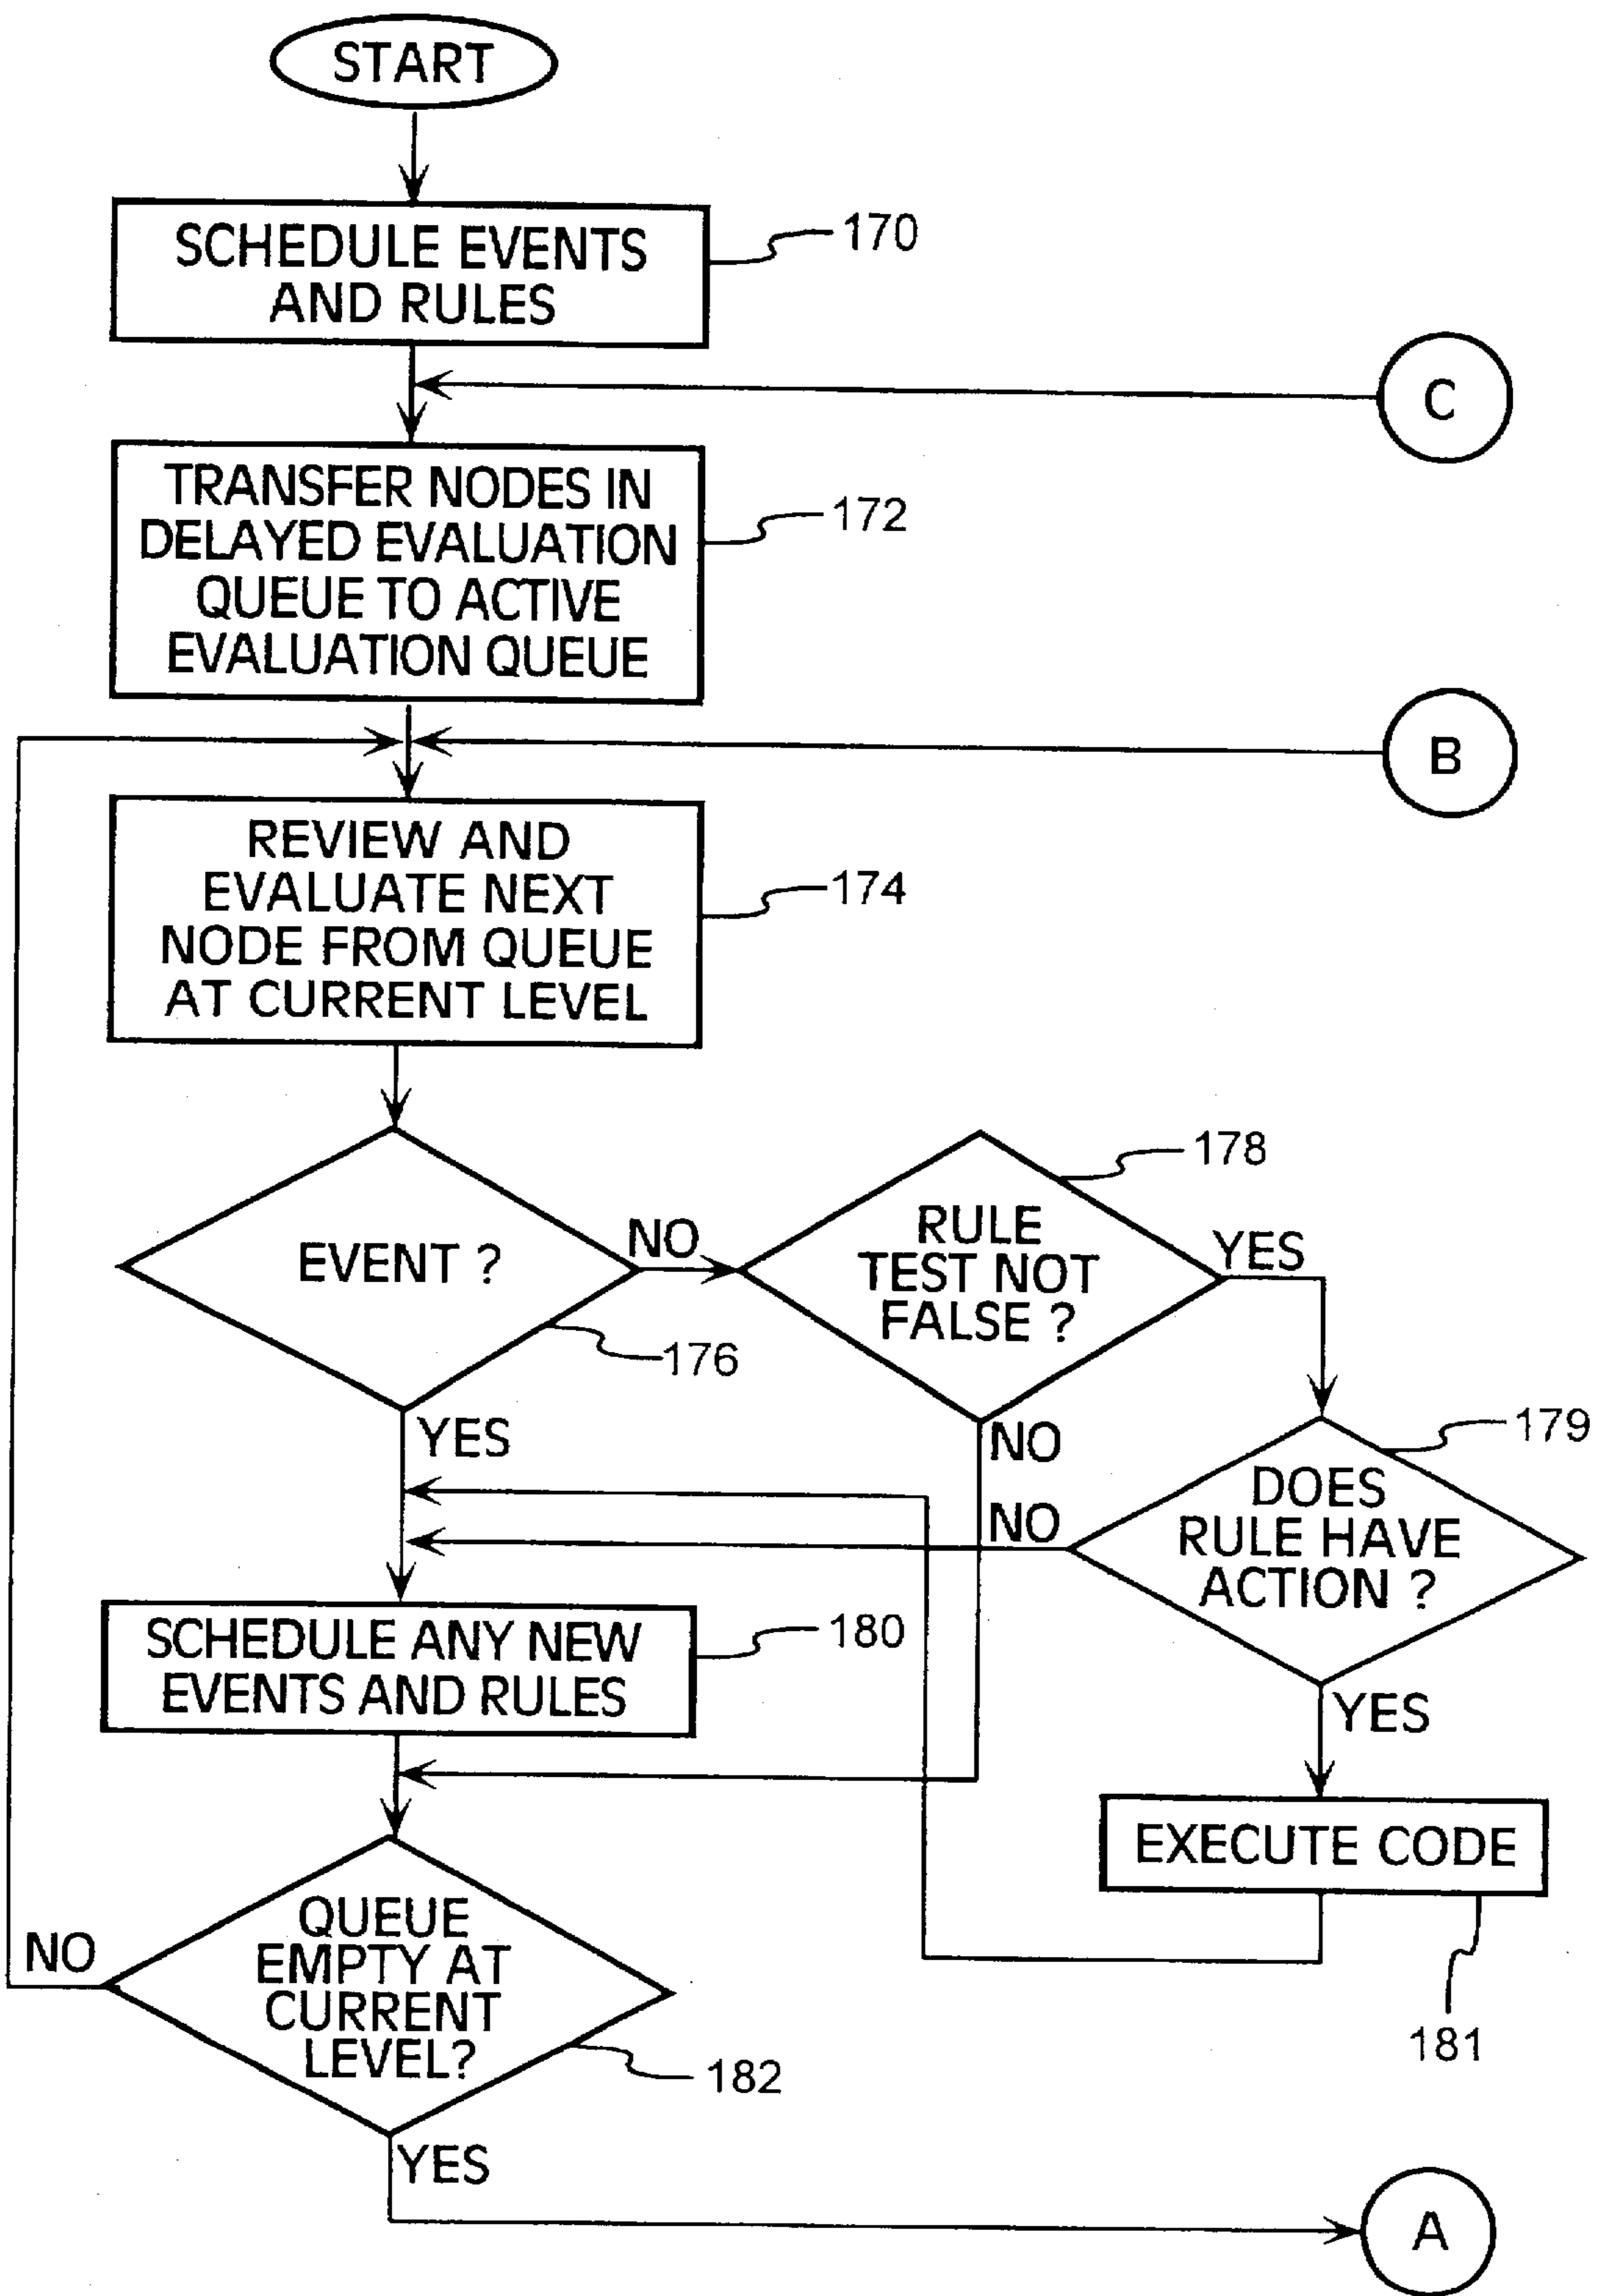 START
SCHEDULE EVENTS
AND RULES
170
C
TRANSFER NODES IN
DELAYED EVALUATION
QUEUE TO ACTIVE
EVALUATION QUEUE
172
B
REVIEW AND
EVALUATE NEXT
NODE FROM QUEUE
AT CURRENT LEVEL
174
EVENT ?
176
NO
YES
RULE
TEST NOT
FALSE ?
178
YES
NO
DOES
RULE HAVE
ACTION ?
179
NO
YES
SCHEDULE ANY NEW
EVENTS AND RULES
180
EXECUTE CODE
181
QUEUE
EMPTY AT
CURRENT
LEVEL?
182
NO
YES
A